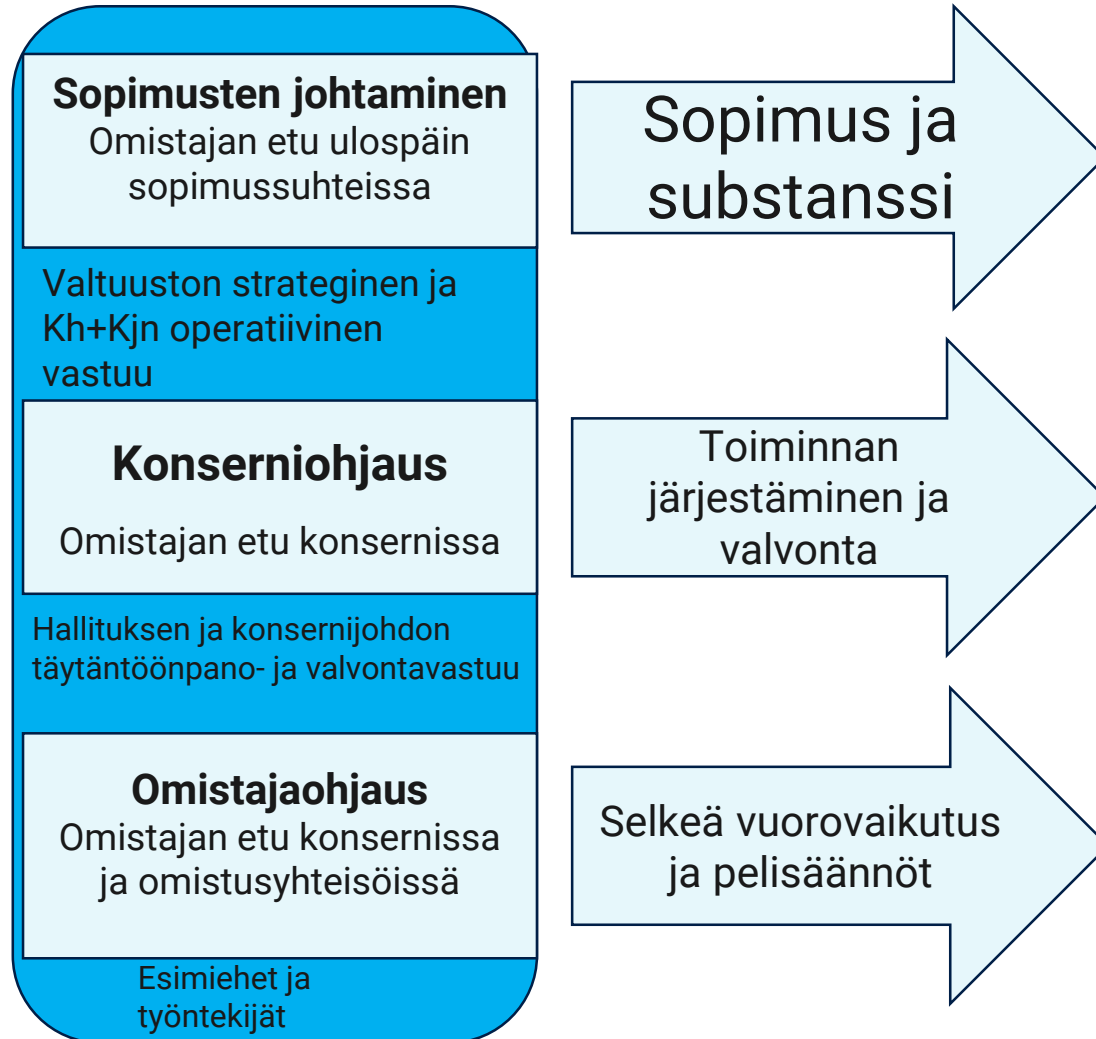 Sopimusten johtaminen
Omistajan etu ulospäin
sopimussuhteissa
Sopimus ja
substanssi
Valtuuston strateginen ja
Kh+Kjn operatiivinen
vastuu
Konserniohjaus
Omistajan etu konsernissa
Toiminnan
järjestäminen ja
valvonta
Hallituksen ja konsernijohdon
täytäntöönpano- ja valvontavastuu
Omistajaohjaus
Omistajan etu konsernissa
ja omistusyhteisöissä
Selkeä vuorovaikutus
ja pelisäännöt
Esimiehet ja
työntekijät